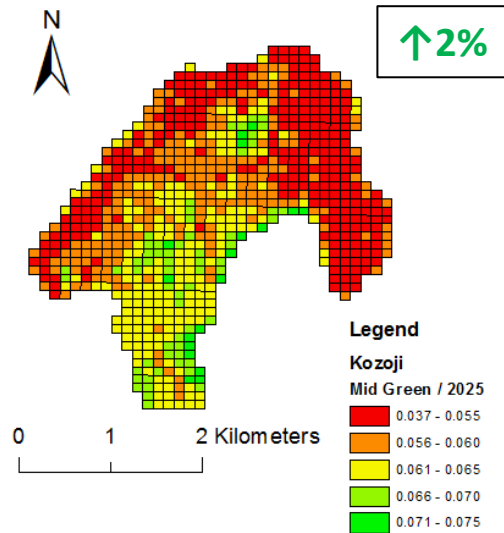 N
↑2%
0 1 2 Kilometers
Legend
Kozoji
Mid Green / 2025
0.037 - 0.055
0.056 - 0.060
0.061 - 0.065
0.066 - 0.070
0.071 - 0.075